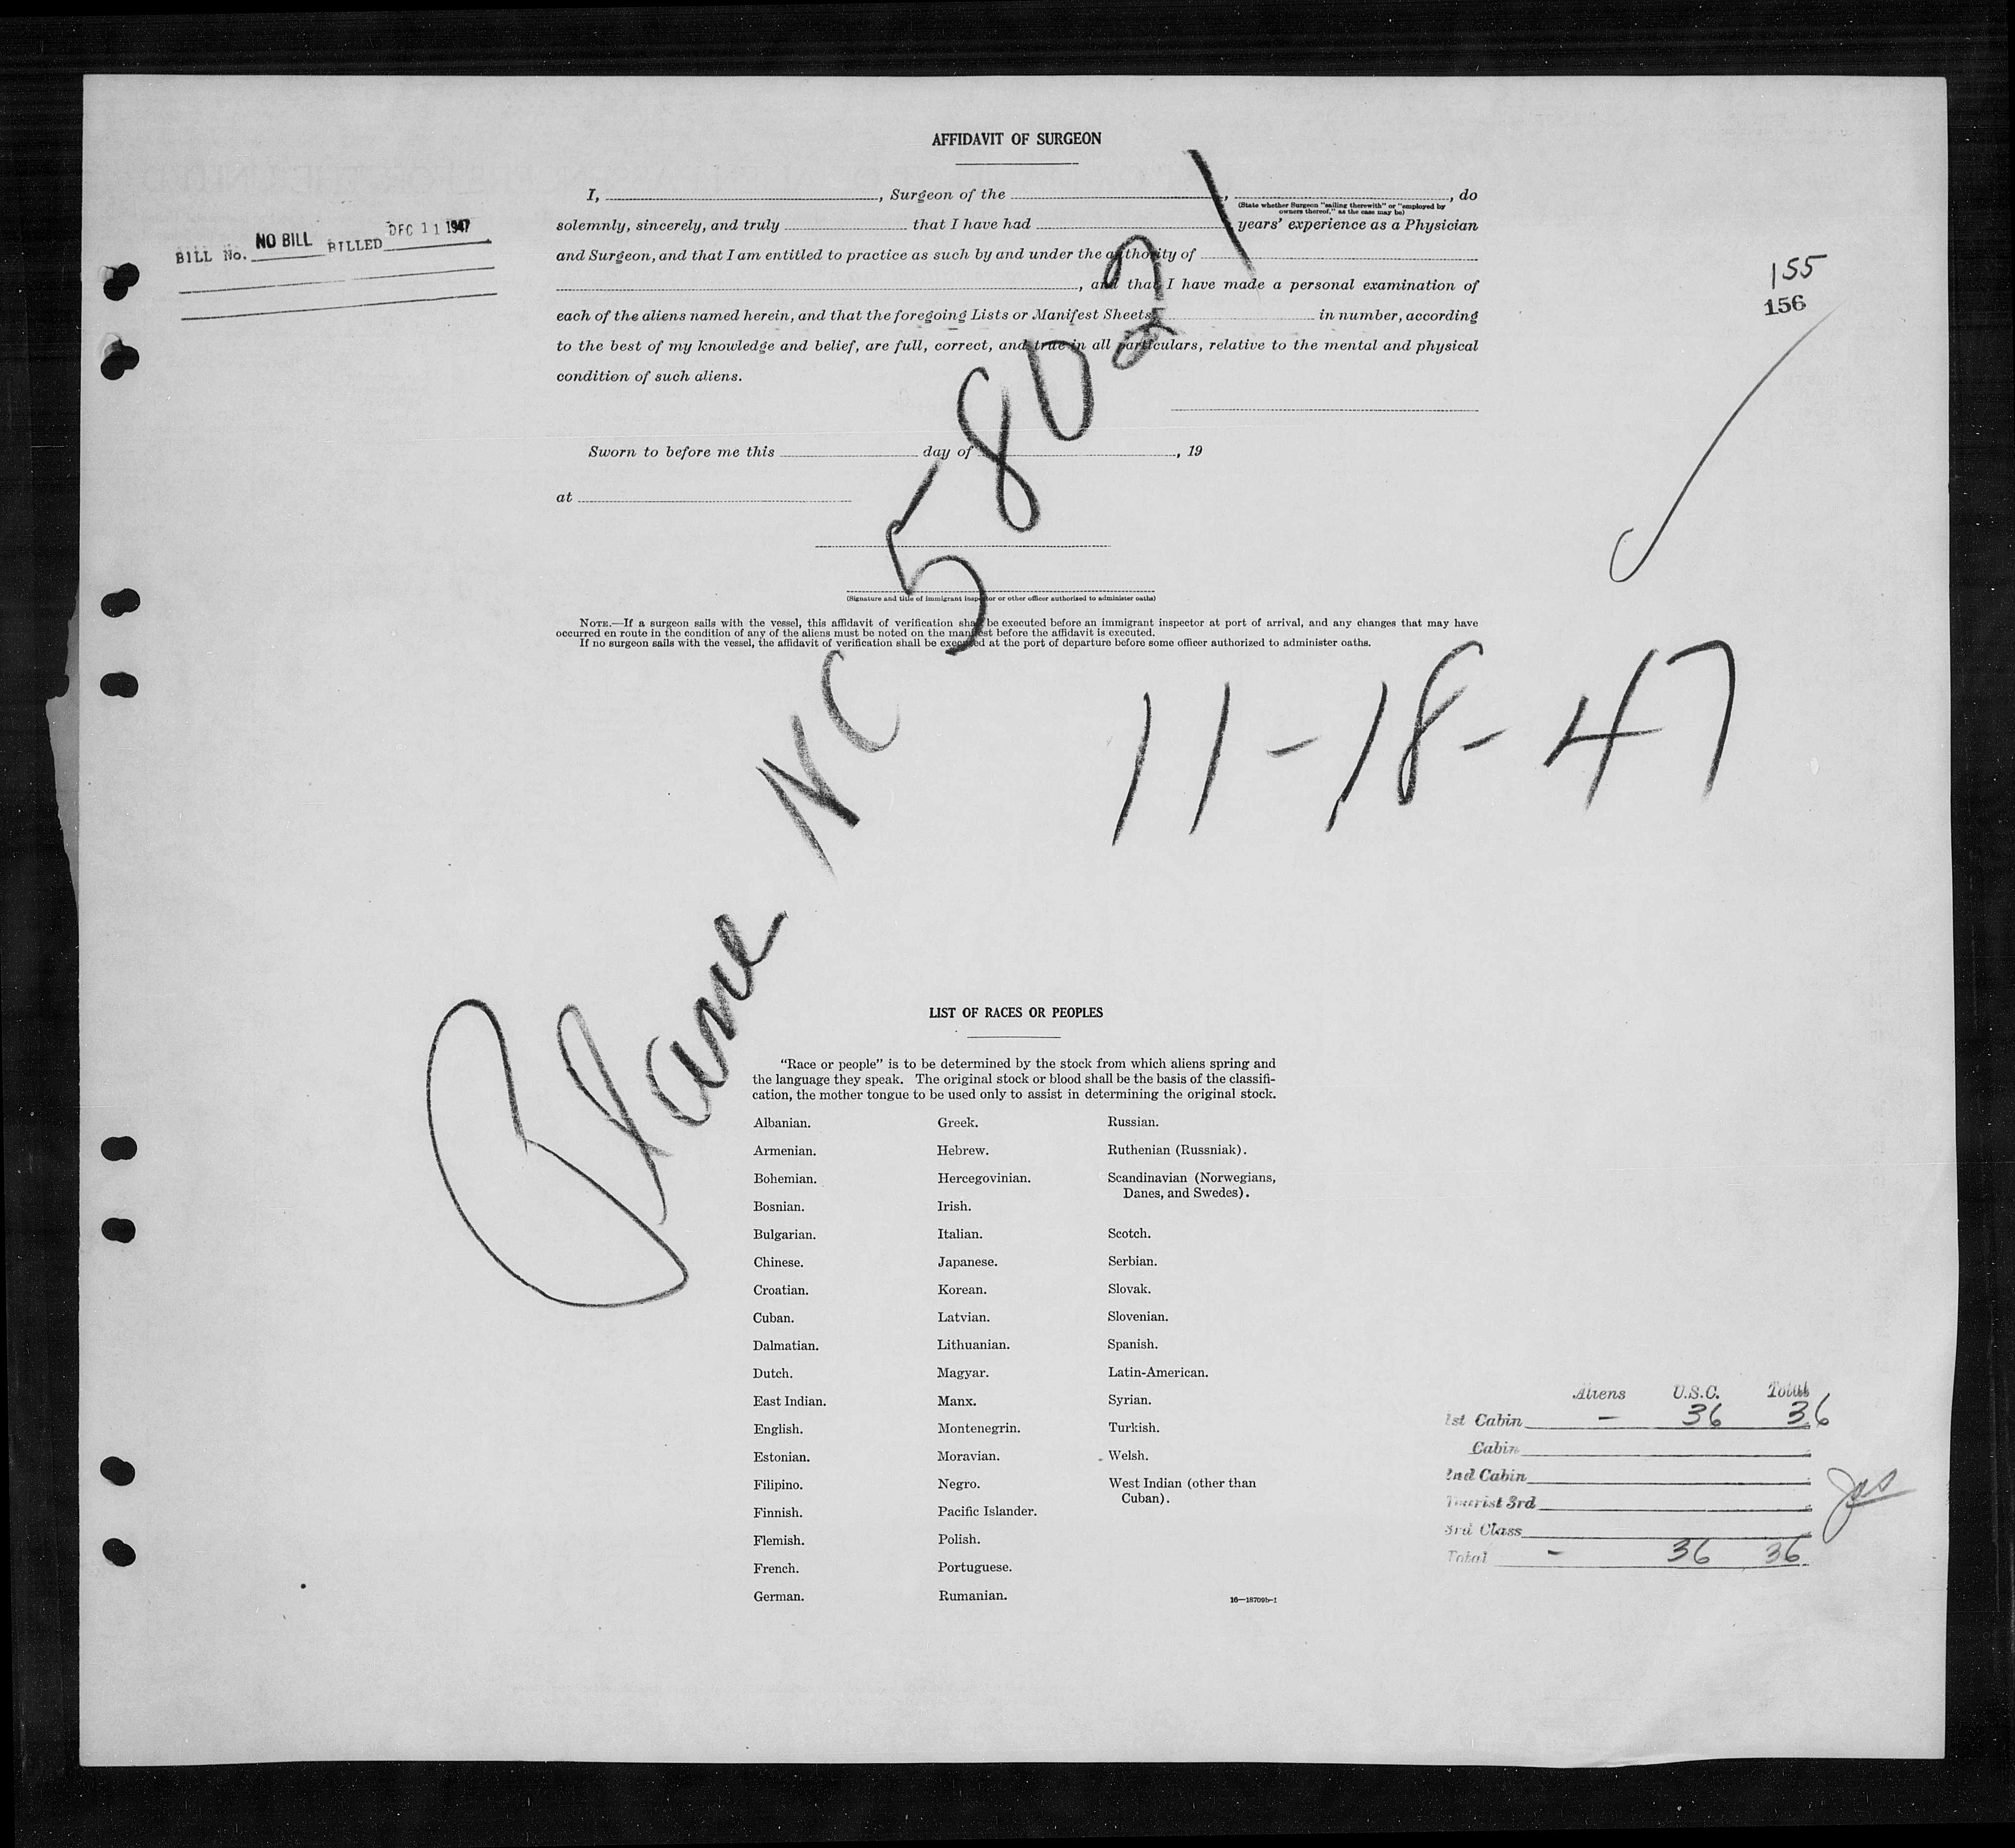 AFFIDAVIT OF SURGEON
I, , Surgeon of the , , do
(State whether Surgeon "sailing therewith" or "employed by
owners thereof," as the case may be)
solemnly, sincerely, and truly that I have had years' experience as a Physician
and Surgeon, and that I am entitled to practice as such by and under the authority of
, and that I have made a personal examination of
each of the aliens named herein, and that the foregoing Lists or Manifest Sheets, in number, according
to the best of my knowledge and belief, are full, correct, and true in all particulars, relative to the mental and physical
condition of such aliens.
BILL No. NO BILL BILLED DEC 11 1947
155
156
Sworn to before me this day of , 19
at
(Signature and title of immigrant inspector or other officer authorized to administer oaths)
NOTE.—If a surgeon sails with the vessel, this affidavit of verification shall be executed before an immigrant inspector at port of arrival, and any changes that may have
occurred en route in the condition of any of the aliens must be noted on the manifest before the affidavit is executed.
If no surgeon sails with the vessel, the affidavit of verification shall be executed at the port of departure before some officer authorized to administer oaths.
Plane NC 58021
11-18-47
LIST OF RACES OR PEOPLES
"Race or people" is to be determined by the stock from which aliens spring and
the language they speak. The original stock or blood shall be the basis of the classifi-
cation, the mother tongue to be used only to assist in determining the original stock.
Albanian.
Armenian.
Bohemian.
Bosnian.
Bulgarian.
Chinese.
Croatian.
Cuban.
Dalmatian.
Dutch.
East Indian.
English.
Estonian.
Filipino.
Finnish.
Flemish.
French.
German.
Greek.
Hebrew.
Hercegovinian.
Irish.
Italian.
Japanese.
Korean.
Latvian.
Lithuanian.
Magyar.
Manx.
Montenegrin.
Moravian.
Negro.
Pacific Islander.
Polish.
Portuguese.
Rumanian.
Russian.
Ruthenian (Russniak).
Scandinavian (Norwegians,
Danes, and Swedes).
Scotch.
Serbian.
Slovak.
Slovenian.
Spanish.
Latin-American.
Syrian.
Turkish.
Welsh.
West Indian (other than
Cuban).
16—18709b-1
Aliens U.S.C. Total
1st Cabin - 36 36
Cabin
2nd Cabin
Tourist 3rd
3rd Class
Total - 36 36